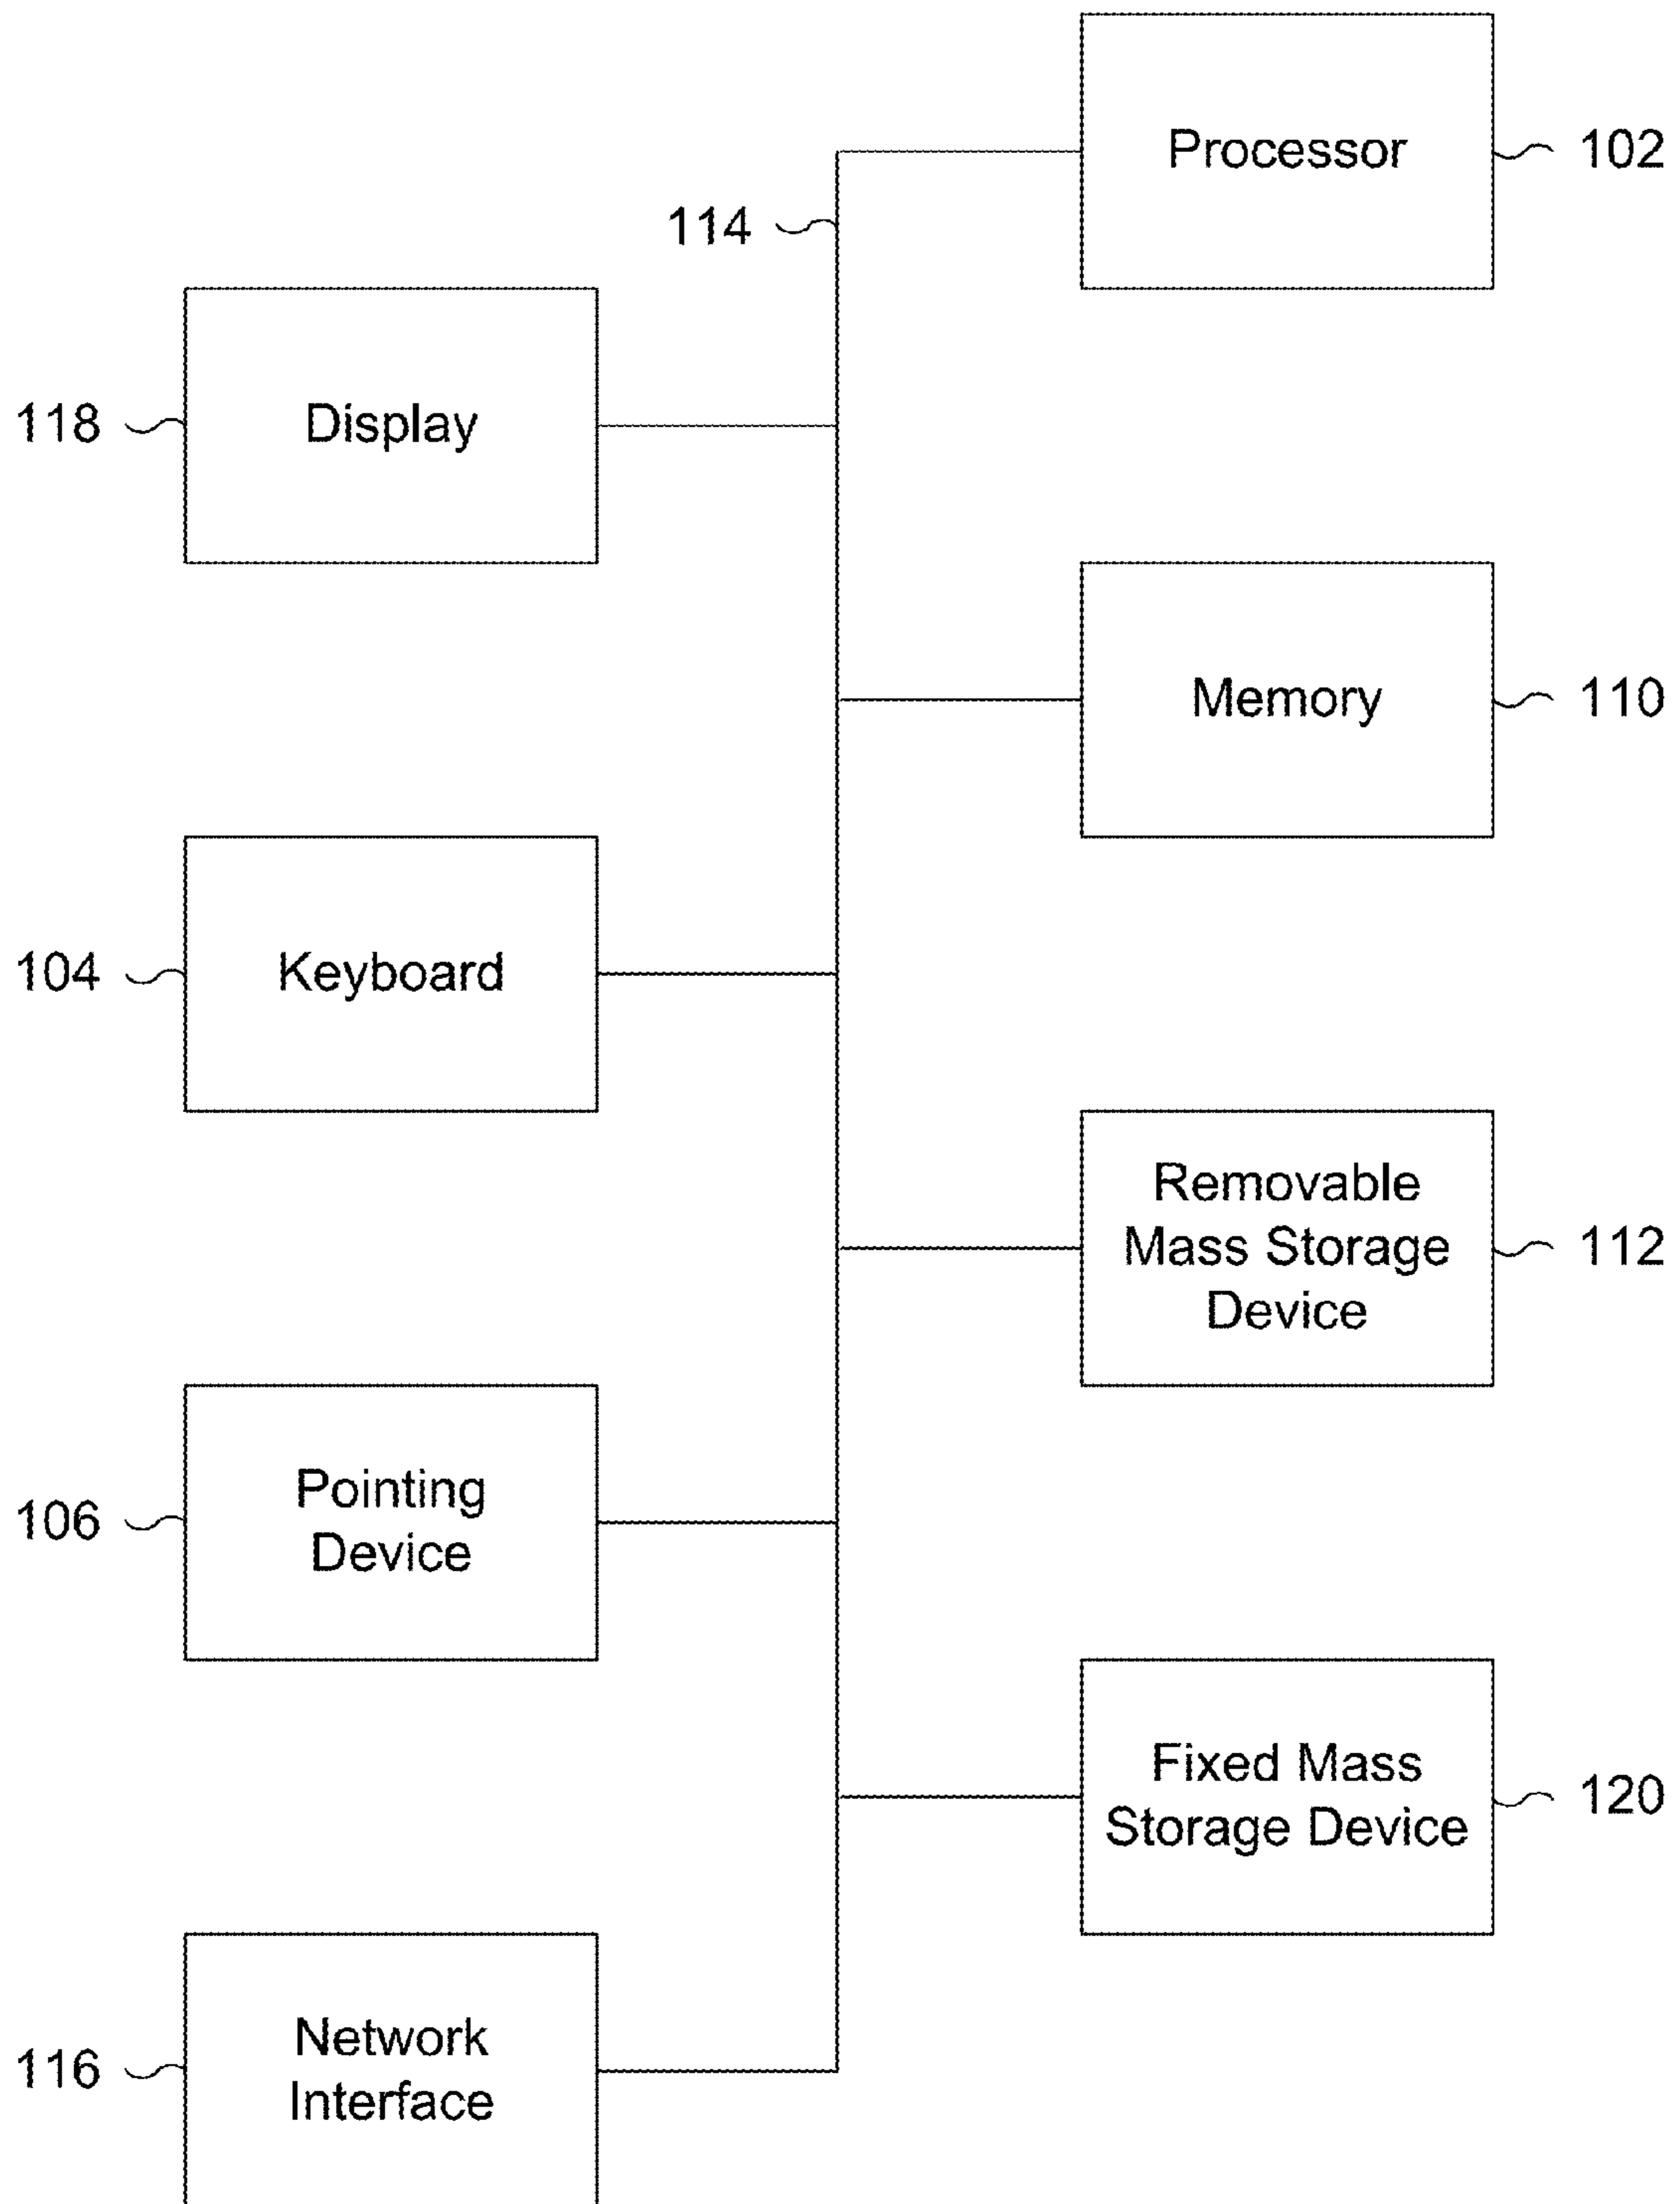 Processor
102
114
118
Display
Memory
110
104
Keyboard
Removable
Mass Storage
Device
112
106
Pointing
Device
Fixed Mass
Storage Device
120
116
Network
Interface